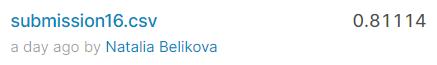 submission16.csv 0.81114
a day ago by Natalia Belikova